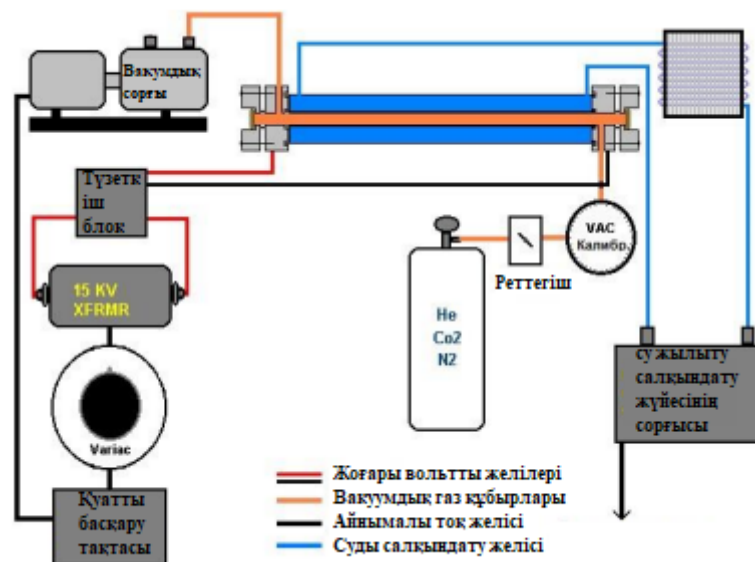 Вакумдық
сорғы
Түзетк
іш
блок
15 KV
XFRMR
Variac
Қуатты
басқару
тақтасы
He
Co2
N2
Реттегіш
VAC
Калибр.
су жылыту
салқындату
жүйесінің
сорғысы
Жоғары вольтты желілері
Вакуумдық газ құбырлары
Айнымалы тоқ желісі
Суды салқындату желісі